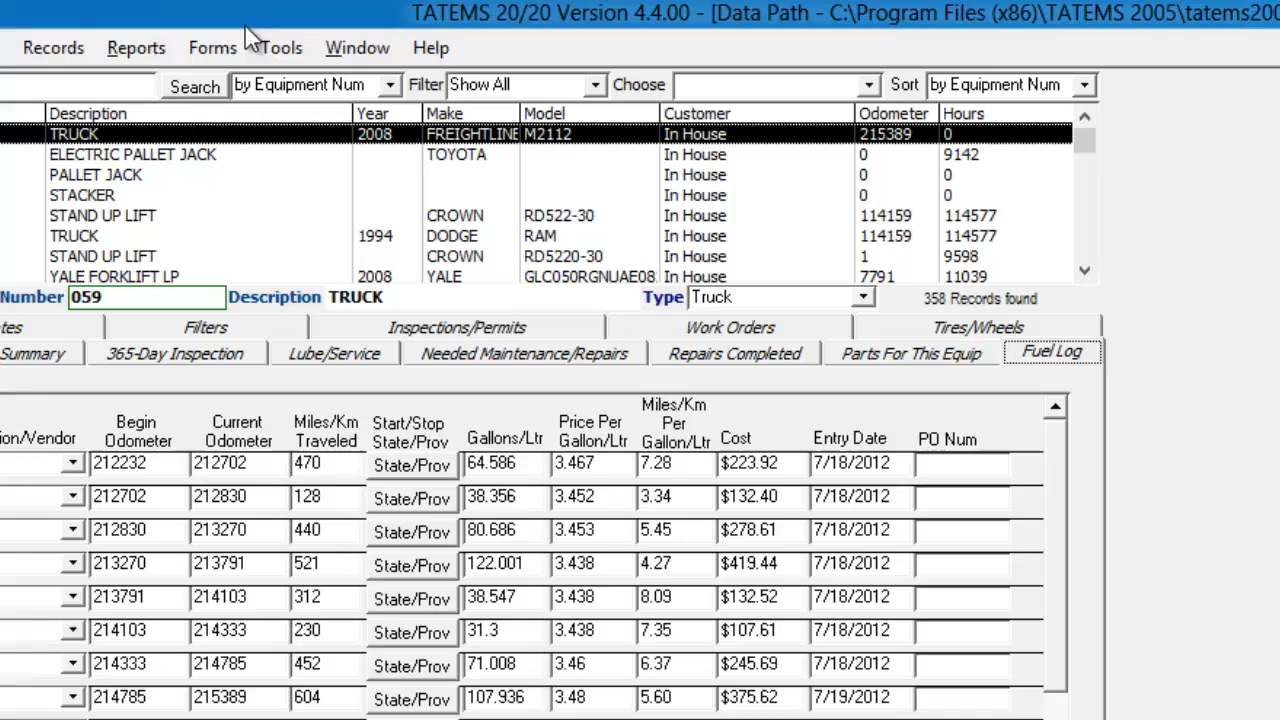 TATEMS 20/20 Version 4.4.00 - [Data Path - C:\Program Files (x86)\TATEMS 2005\tatems200
Records Reports Forms Tools Window Help
Search by Equipment Num Filter Show All Choose Sort by Equipment Num
Description Year Make Model Customer Odometer Hours
TRUCK 2008 FREIGHTLINE M2112 In House 215389 0
ELECTRIC PALLET JACK TOYOTA In House 0 9142
PALLET JACK In House 0 0
STACKER In House 0 0
STAND UP LIFT CROWN RD522-30 In House 114159 114577
TRUCK 1994 DODGE RAM In House 114159 114577
STAND UP LIFT CROWN RD5220-30 In House 1 9598
YALE FORKLIFT LP 2008 YALE GLC050RGNUAE08 In House 7791 11039
Number 059 Description TRUCK Type Truck 358 Records found
tes Filters Inspections/Permits Work Orders Tires/Wheels
Summary 365-Day Inspection Lube/Service Needed Maintenance/Repairs Repairs Completed Parts For This Equip Fuel Log
ion/Vendor Begin Odometer Current Odometer Miles/Km Traveled Start/Stop State/Prov Gallons/Ltr Price Per Gallon/Ltr Miles/Km Per Gallon/Ltr Cost Entry Date PO Num
212232 212702 470 State/Prov 64.586 3.467 7.28 $223.92 7/18/2012
212702 212830 128 State/Prov 38.356 3.452 3.34 $132.40 7/18/2012
212830 213270 440 State/Prov 80.686 3.453 5.45 $278.61 7/18/2012
213270 213791 521 State/Prov 122.001 3.438 4.27 $419.44 7/18/2012
213791 214103 312 State/Prov 38.547 3.438 8.09 $132.52 7/18/2012
214103 214333 230 State/Prov 31.3 3.438 7.35 $107.61 7/18/2012
214333 214785 452 State/Prov 71.008 3.46 6.37 $245.69 7/18/2012
214785 215389 604 State/Prov 107.936 3.48 5.60 $375.62 7/19/2012